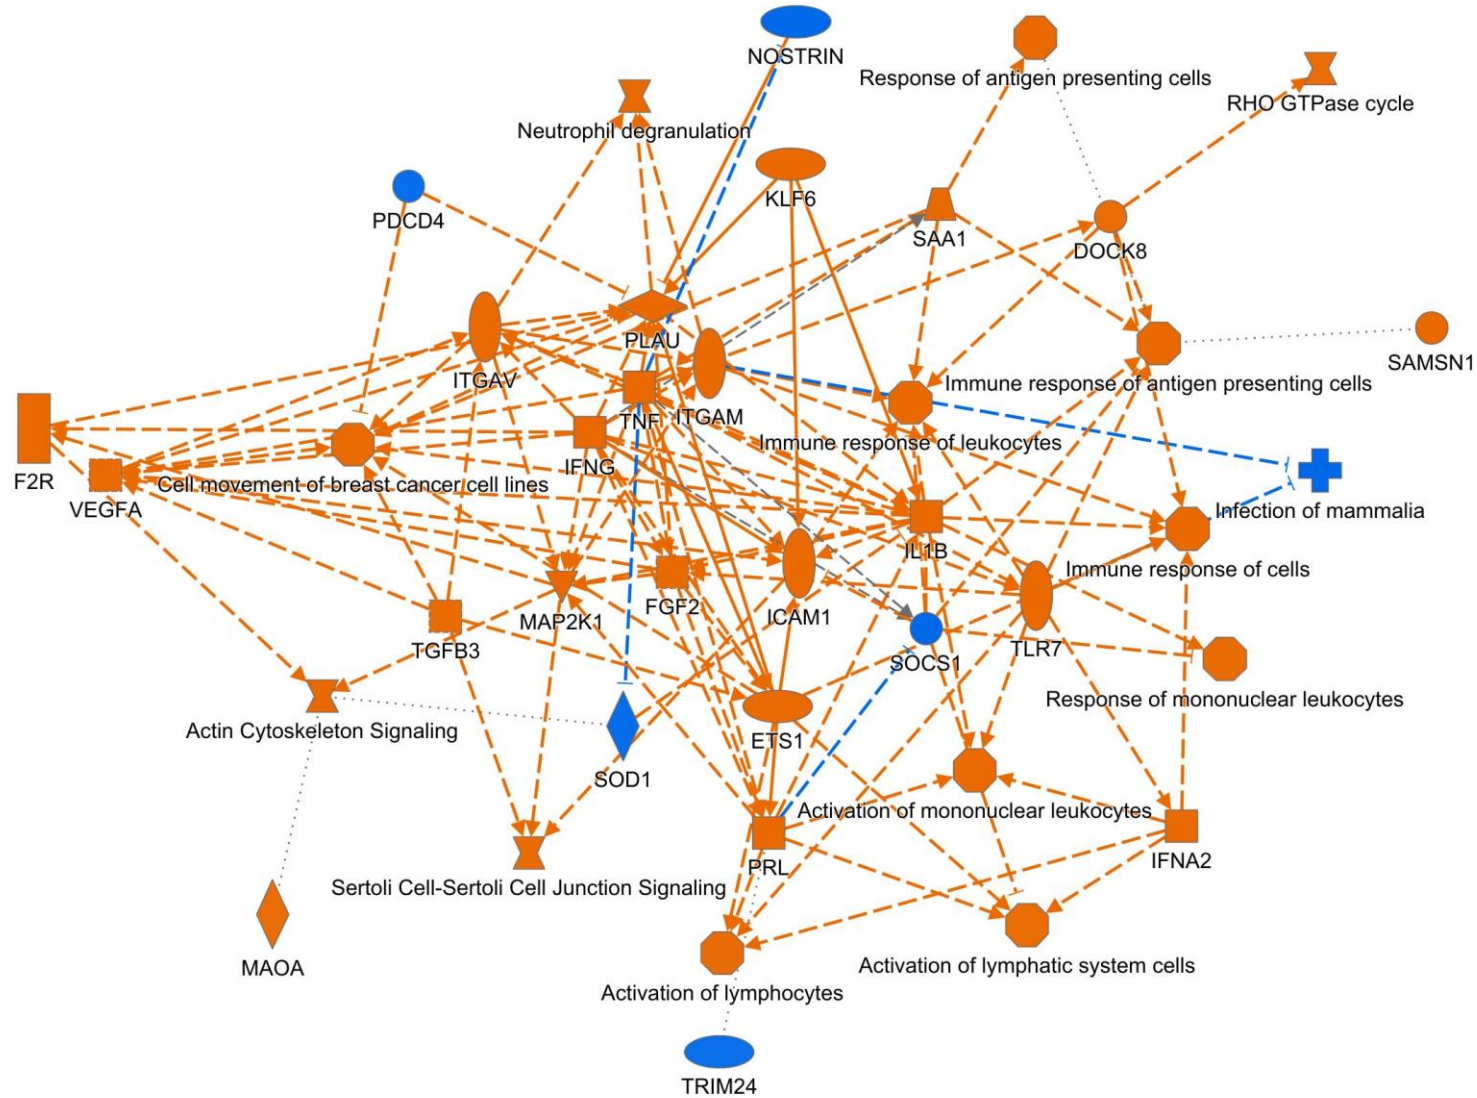 NOSTRIN
Response of antigen presenting cells
RHO GTPase cycle
Neutrophil degranulation
KLF6
PDCD4
SAA1
DOCK8
PLAU
SAMSN1
ITGAV
Immune response of antigen presenting cells
TNF
ITGAM
Immune response of leukocytes
IFNG
F2R
Cell movement of breast cancer cell lines
VEGFA
Infection of mammalia
IL1B
Immune response of cells
MAP2K1
FGF2
ICAM1
TGFB3
SOCS1
TLR7
Response of mononuclear leukocytes
Actin Cytoskeleton Signaling
ETS1
SOD1
Activation of mononuclear leukocytes
IFNA2
PRL
Sertoli Cell-Sertoli Cell Junction Signaling
MAOA
Activation of lymphatic system cells
Activation of lymphocytes
TRIM24